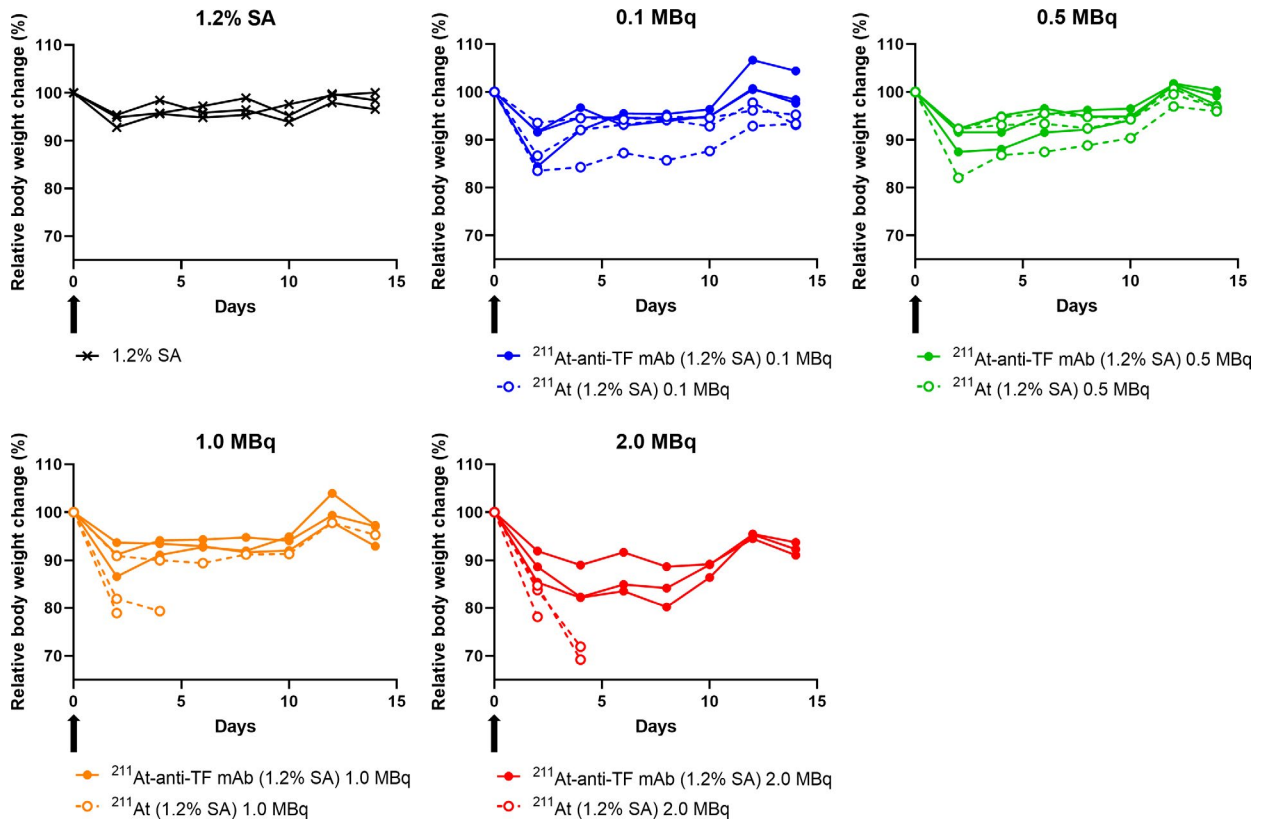 1.2% SA
Relative body weight change (%)
110
100
90
80
70
0 5 10 15
Days
1.2% SA
0.1 MBq
Relative body weight change (%)
110
100
90
80
70
0 5 10 15
Days
²¹¹At-anti-TF mAb (1.2% SA) 0.1 MBq
²¹¹At (1.2% SA) 0.1 MBq
0.5 MBq
Relative body weight change (%)
110
100
90
80
70
0 5 10 15
Days
²¹¹At-anti-TF mAb (1.2% SA) 0.5 MBq
²¹¹At (1.2% SA) 0.5 MBq
1.0 MBq
Relative body weight change (%)
110
100
90
80
70
0 5 10 15
Days
²¹¹At-anti-TF mAb (1.2% SA) 1.0 MBq
²¹¹At (1.2% SA) 1.0 MBq
2.0 MBq
Relative body weight change (%)
110
100
90
80
70
0 5 10 15
Days
²¹¹At-anti-TF mAb (1.2% SA) 2.0 MBq
²¹¹At (1.2% SA) 2.0 MBq